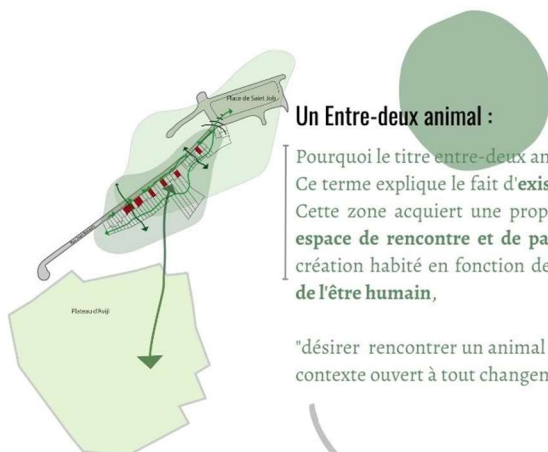 Place de Saint Job
Un Entre-deux animal :
Pourquoi le titre entre-deux an
Ce terme explique le fait d'exis
Cette zone acquiert une prop
espace de rencontre et de pa
création habité en fonction de
de l'être humain,
"désirer rencontrer un animal
contexte ouvert à tout changen
Plateau d'Avijl